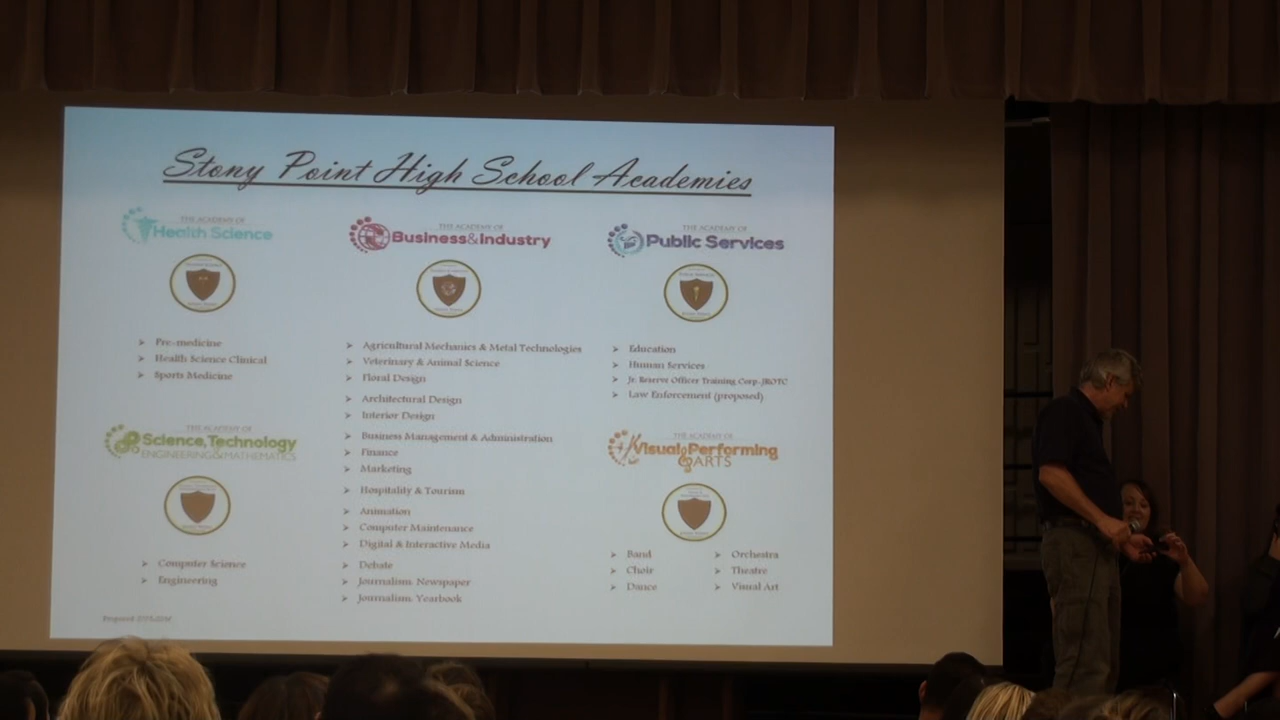 Stony Point High School Academies
THE ACADEMY OF
Health Science
Pre-medicine
Health Science Clinical
Sports Medicine
THE ACADEMY OF
Science, Technology
ENGINEERING & MATHEMATICS
Computer Science
Engineering
THE ACADEMY OF
Business & Industry
Agricultural Mechanics & Metal Technologies
Veterinary & Animal Science
Floral Design
Architectural Design
Interior Design
Business Management & Administration
Finance
Marketing
Hospitality & Tourism
Animation
Computer Maintenance
Digital & Interactive Media
Debate
Journalism: Newspaper
Journalism: Yearbook
THE ACADEMY OF
Public Services
Education
Human Services
Jr. Reserve Officer Training Corp-JROTC
Law Enforcement (proposed)
THE ACADEMY OF
Visual & Performing
ARTS
Band
Choir
Dance
Orchestra
Theatre
Visual Art